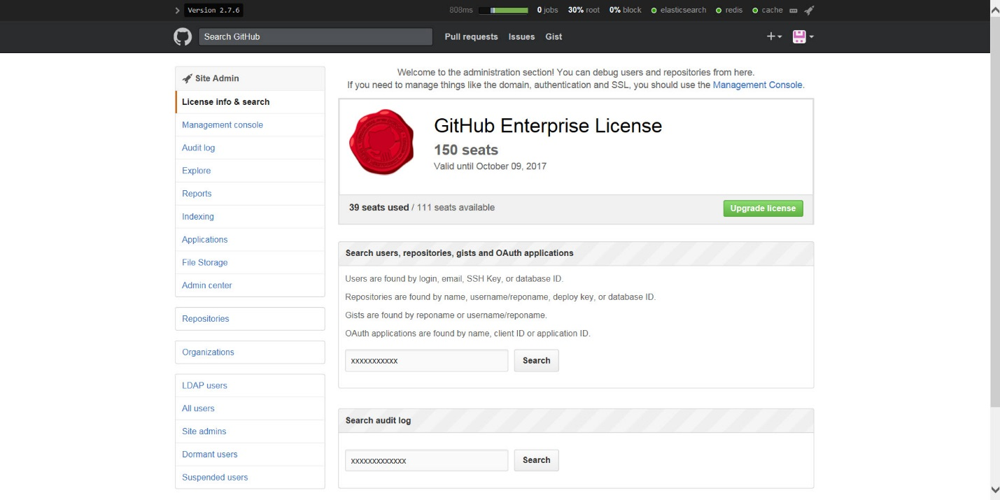 Version 2.7.6
808ms 0 jobs 30% root 0% block elasticsearch redis cache
Search GitHub Pull requests Issues Gist
Site Admin
License info & search
Management console
Audit log
Explore
Reports
Indexing
Applications
File Storage
Admin center
Repositories
Organizations
LDAP users
All users
Site admins
Dormant users
Suspended users
Welcome to the administration section! You can debug users and repositories from here.
If you need to manage things like the domain, authentication and SSL, you should use the Management Console.
GitHub Enterprise License
150 seats
Valid until October 09, 2017
39 seats used / 111 seats available
Upgrade license
Search users, repositories, gists and OAuth applications
Users are found by login, email, SSH Key, or database ID.
Repositories are found by name, username/reponame, deploy key, or database ID.
Gists are found by reponame or username/reponame.
OAuth applications are found by name, client ID or application ID.
xxxxxxxxxxx Search
Search audit log
xxxxxxxxxxxxx Search